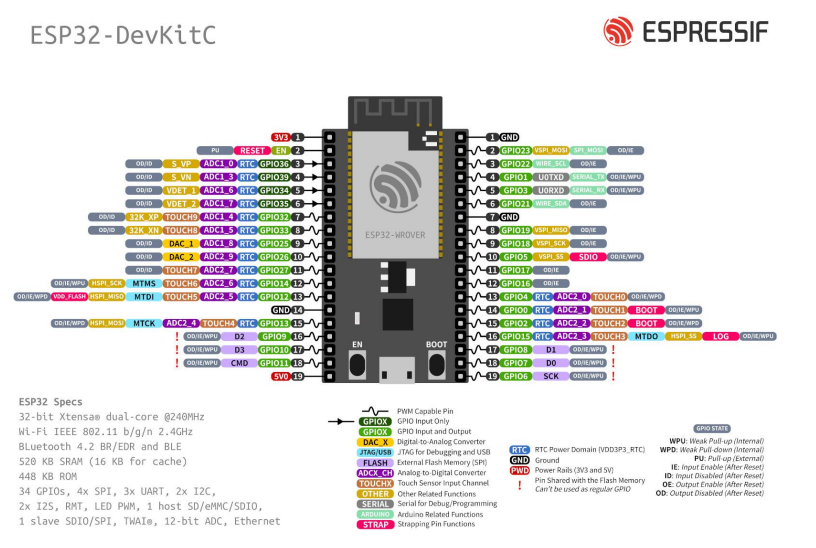 ESP32-DevKitC
ESPRESSIF
3V3 1
PU RESET EN 2
OD/ID S_VP ADC1_0 RTC GPIO36 3
OD/ID S_VN ADC1_3 RTC GPIO39 4
OD/ID VDET_1 ADC1_6 RTC GPIO34 5
OD/ID VDET_2 ADC1_7 RTC GPIO35 6
OD/ID 32K_XP TOUCH9 ADC1_4 RTC GPIO32 7
OD/ID 32K_XN TOUCH8 ADC1_5 RTC GPIO33 8
OD/ID DAC_1 ADC1_8 RTC GPIO25 9
OD/ID DAC_2 ADC2_9 RTC GPIO26 10
OD/ID TOUCH7 ADC2_7 RTC GPIO27 11
OD/IE/WPU HSPI_SCK MTMS TOUCH6 ADC2_6 RTC GPIO14 12
OD/IE/WPD VDD_FLASH HSPI_MISO MTDI TOUCH5 ADC2_5 RTC GPIO12 13
GND 14
OD/IE/WPD HSPI_MOSI MTCK ADC2_4 TOUCH4 RTC GPIO13 15
! OD/IE/WPU D2 GPIO9 16
! OD/IE/WPU D3 GPIO10 17
! OD/IE/WPU CMD GPIO11 18
5V0 19
ESP32-WROVER
EN
BOOT
1 GND
2 GPIO23 VSPI_MOSI SPI_MOSI OD/IE
3 GPIO22 WIRE_SCL OD/IE
4 GPIO1 U0TXD SERIAL_TX OD/IE/WPU
5 GPIO3 U0RXD SERIAL_RX OD/IE/WPU
6 GPIO21 WIRE_SDA OD/IE
7 GND
8 GPIO19 VSPI_MISO OD/IE
9 GPIO18 VSPI_SCK OD/IE
10 GPIO5 VSPI_SS SDIO OD/IE/WPU
11 GPIO17 OD/IE
12 GPIO16 OD/IE
13 GPIO4 RTC ADC2_0 TOUCH0 OD/IE/WPD
14 GPIO0 RTC ADC2_1 TOUCH1 BOOT OD/IE/WPU
15 GPIO2 RTC ADC2_2 TOUCH2 BOOT OD/IE/WPD
16 GPIO15 RTC ADC2_3 TOUCH3 MTDO HSPI_SS LOG OD/IE/WPU
17 GPIO8 D1 OD/IE/WPU !
18 GPIO7 D0 OD/IE/WPU !
19 GPIO6 SCK OD/IE/WPU !
ESP32 Specs
32-bit Xtensa® dual-core @240MHz
Wi-Fi IEEE 802.11 b/g/n 2.4GHz
BLuetooth 4.2 BR/EDR and BLE
520 KB SRAM (16 KB for cache)
448 KB ROM
34 GPIOs, 4x SPI, 3x UART, 2x I2C,
2x I2S, RMT, LED PWM, 1 host SD/eMMC/SDIO,
1 slave SDIO/SPI, TWAI®, 12-bit ADC, Ethernet
PWM Capable Pin
GPIOX GPIO Input Only
GPIOX GPIO Input and Output
DAC_X Digital-to-Analog Converter
JTAG/USB JTAG for Debugging and USB
FLASH External Flash Memory (SPI)
ADCX_CH Analog-to-Digital Converter
TOUCHX Touch Sensor Input Channel
OTHER Other Related Functions
SERIAL Serial for Debug/Programming
ARDUINO Arduino Related Functions
STRAP Strapping Pin Functions
RTC RTC Power Domain (VDD3P3_RTC)
GND Ground
PWD Power Rails (3V3 and 5V)
! Pin Shared with the Flash Memory
Can't be used as regular GPIO
GPIO STATE
WPU: Weak Pull-up (Internal)
WPD: Weak Pull-down (Internal)
PU: Pull-up (External)
IE: Input Enable (After Reset)
ID: Input Disabled (After Reset)
OE: Output Enable (After Reset)
OD: Output Disabled (After Reset)